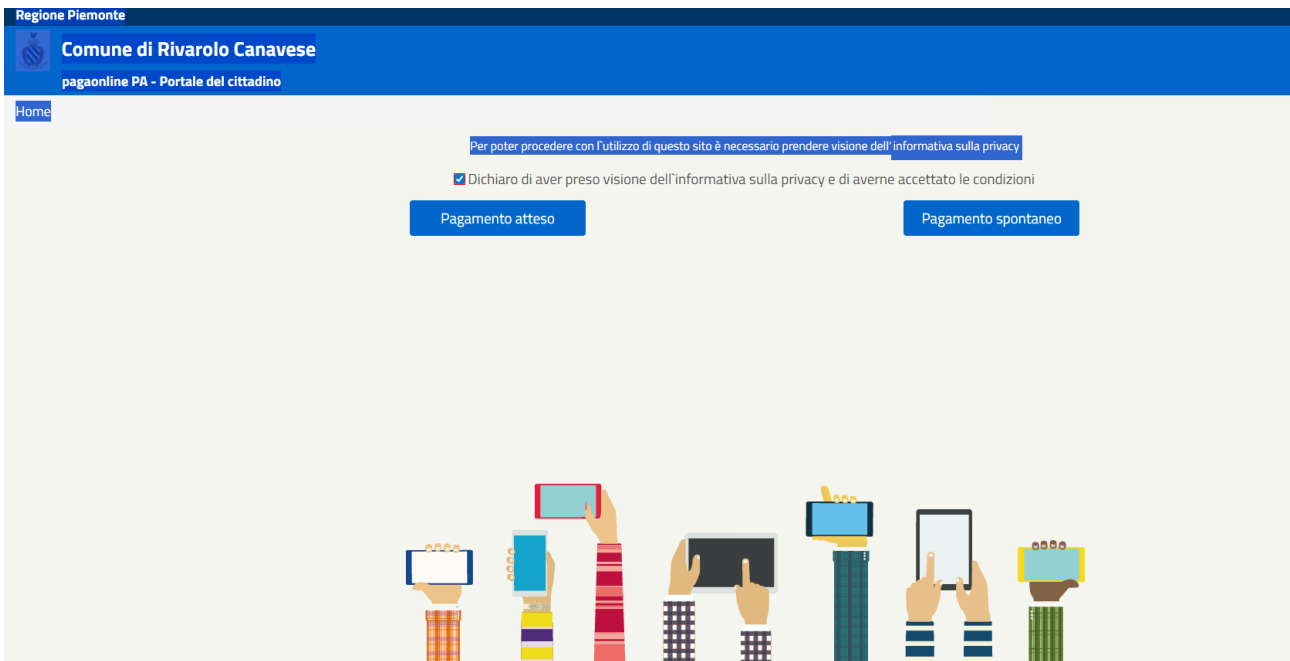 Regione Piemonte
Comune di Rivarolo Canavese
pagaonline PA - Portale del cittadino
Home
Per poter procedere con l`utilizzo di questo sito è necessario prendere visione dell' informativa sulla privacy
Dichiaro di aver preso visione dell`informativa sulla privacy e di averne accettato le condizioni
Pagamento atteso
Pagamento spontaneo